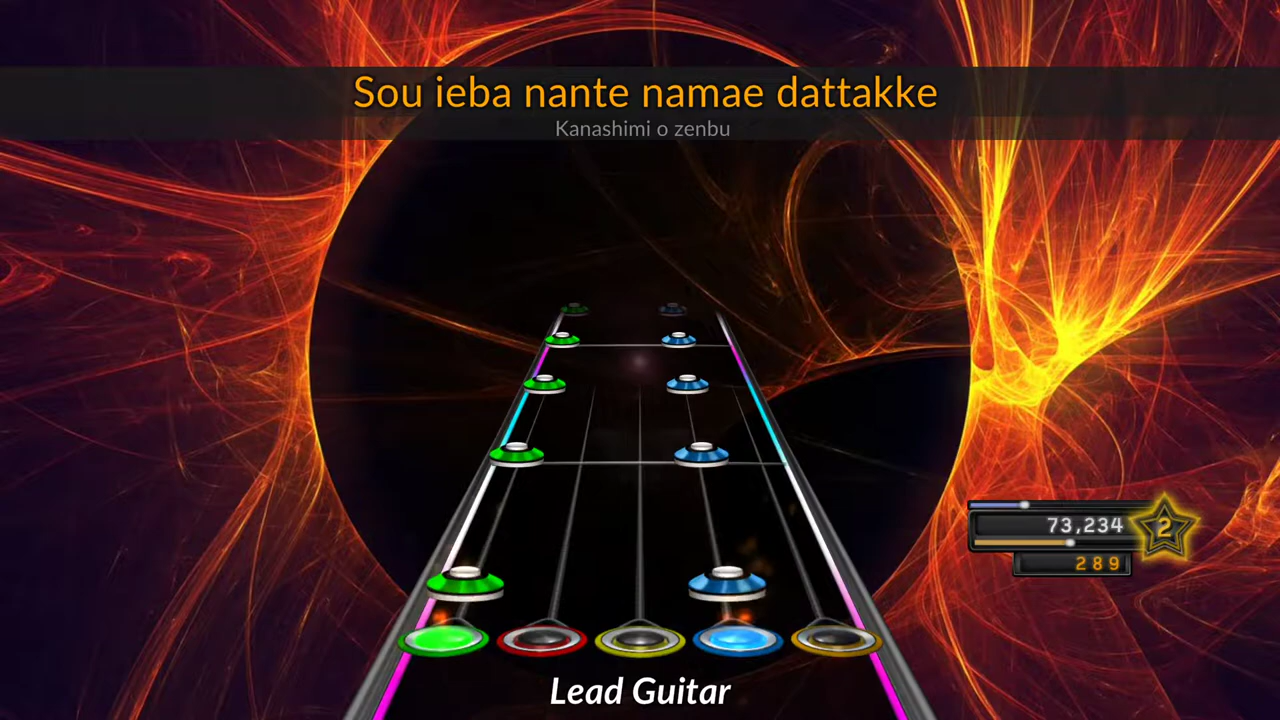 Sou ieba nante namae dattakke
Kanashimi o zenbu
73,234
2
289
Lead Guitar